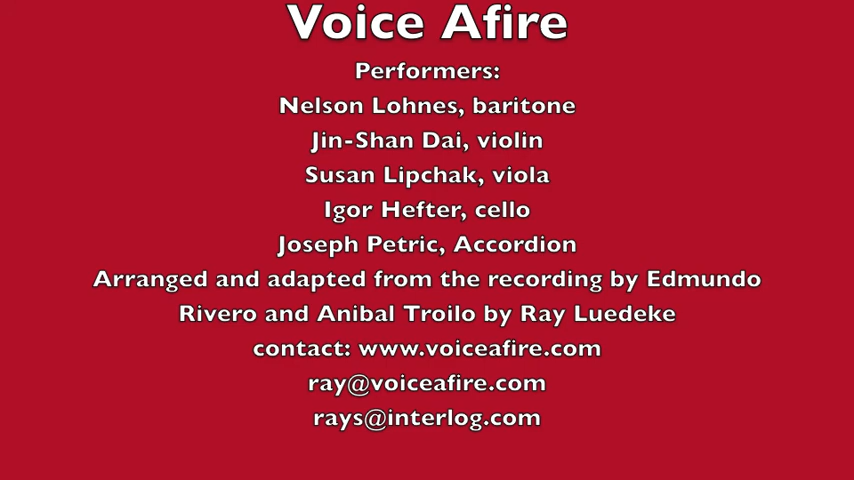 Voice Afire
Performers:
Nelson Lohnes, baritone
Jin-Shan Dai, violin
Susan Lipchak, viola
Igor Hefter, cello
Joseph Petric, Accordion
Arranged and adapted from the recording by Edmundo
Rivero and Anibal Troilo by Ray Luedeke
contact: www.voiceafire.com
ray@voiceafire.com
rays@interlog.com